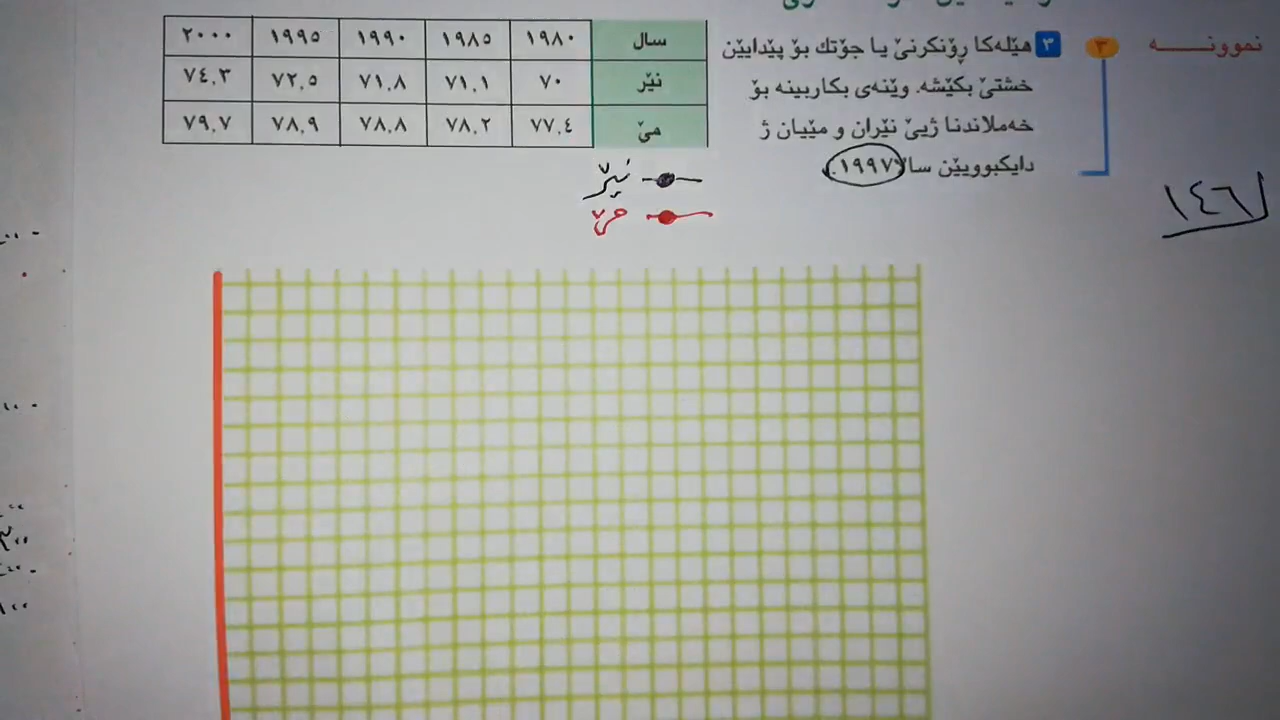 نموونـــــــه ٣
٣ هێلەکا ڕۆنکرنێ یا جۆتك بۆ پێدایێن
خشتێ بکێشە. وێنەی بکاربینە بۆ
خەملاندنا ژیێ نێران و مێیان ژ
دایکبوویێن سالا ١٩٩٧.
سال ١٩٨٠ ١٩٨٥ ١٩٩٠ ١٩٩٥ ٢٠٠٠
نێر ٧٠ ٧١,١ ٧١,٨ ٧٢,٥ ٧٤,٣
مێ ٧٧,٤ ٧٨,٢ ٧٨,٨ ٧٨,٩ ٧٩,٧
نێر
مێ
ل ١٤٦